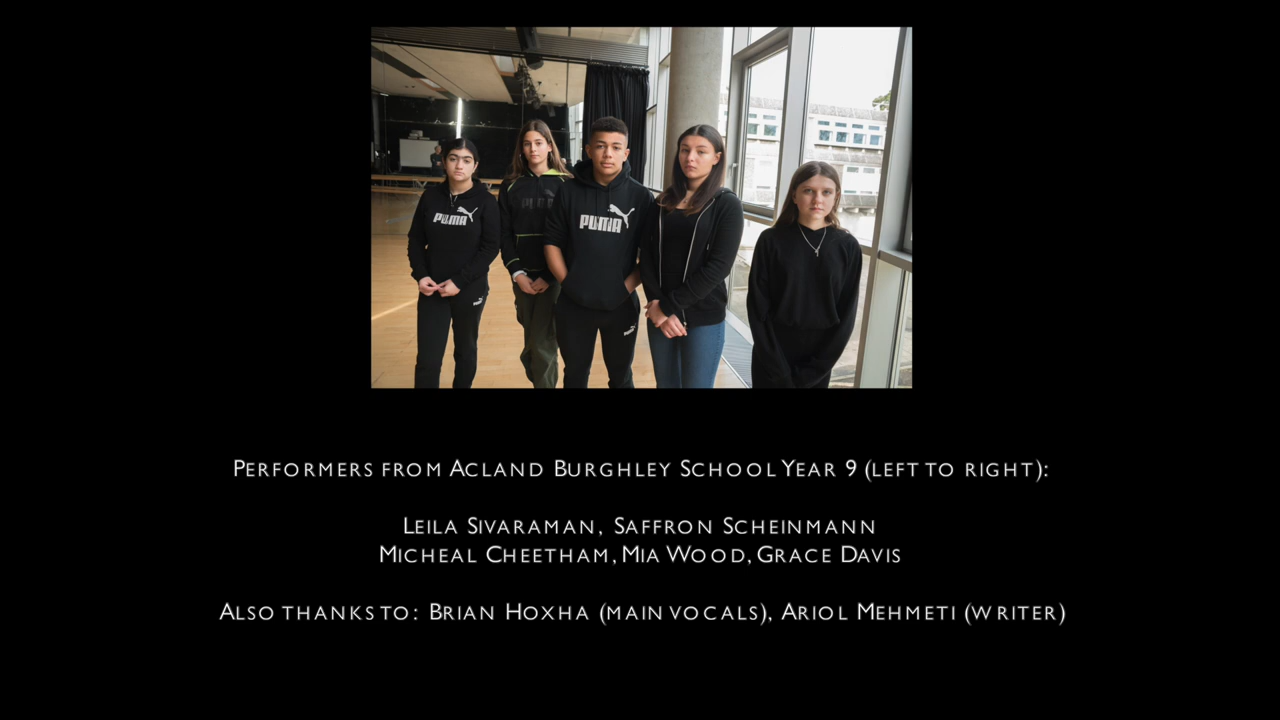 PUMA
PUMA
PERFORMERS FROM ACLAND BURGHLEY SCHOOL YEAR 9 (LEFT TO RIGHT):
LEILA SIVARAMAN, SAFFRON SCHEINMANN
MICHEAL CHEETHAM, MIA WOOD, GRACE DAVIS
ALSO THANKS TO: BRIAN HOXHA (MAIN VOCALS), ARIOL MEHMETI (WRITER)